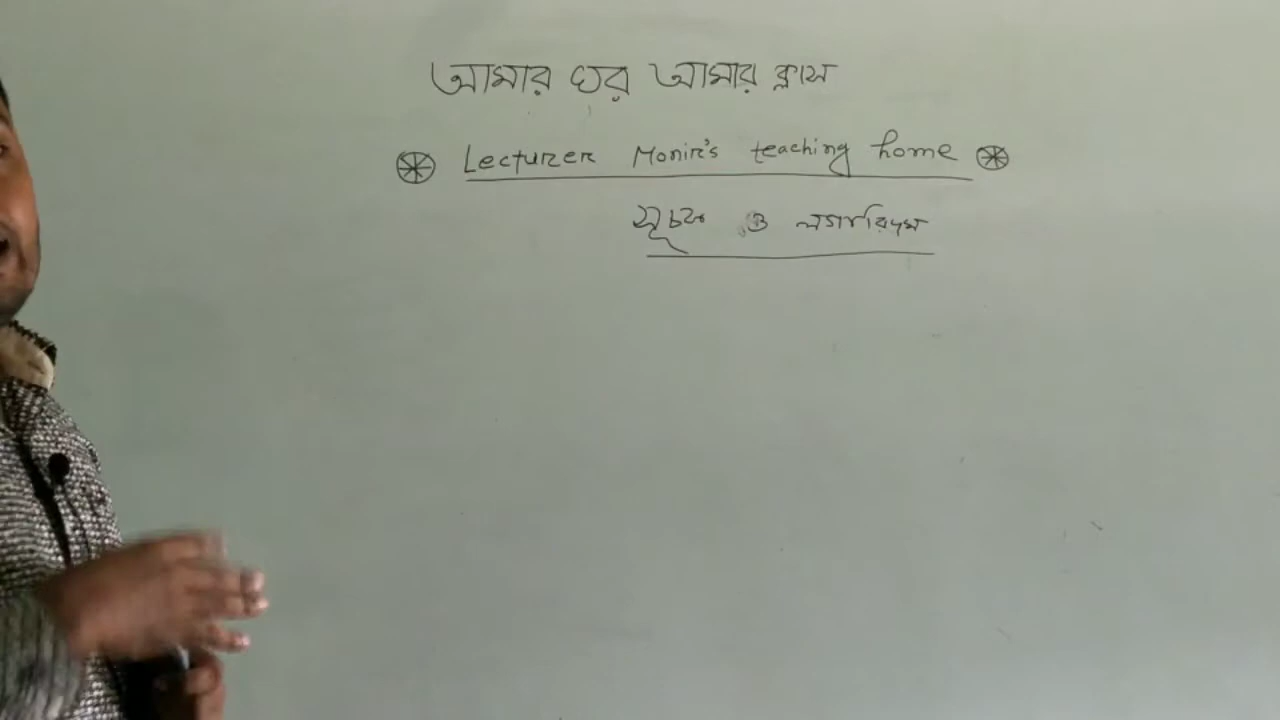 আমার ঘর আমার ক্লাস
Lecturer Monir's teaching home
সূচক ও লগারিদম